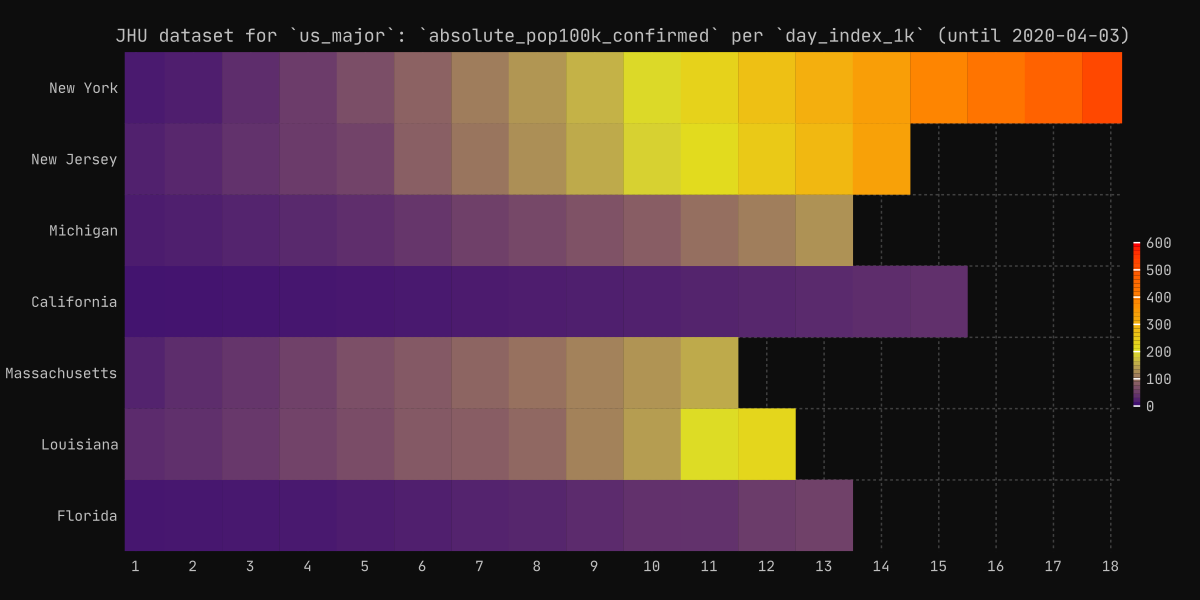 JHU dataset for `us_major`: `absolute_pop100k_confirmed` per `day_index_1k` (until 2020-04-03)
New York
New Jersey
Michigan
California
Massachusetts
Louisiana
Florida
1 2 3 4 5 6 7 8 9 10 11 12 13 14 15 16 17 18
600
500
400
300
200
100
0